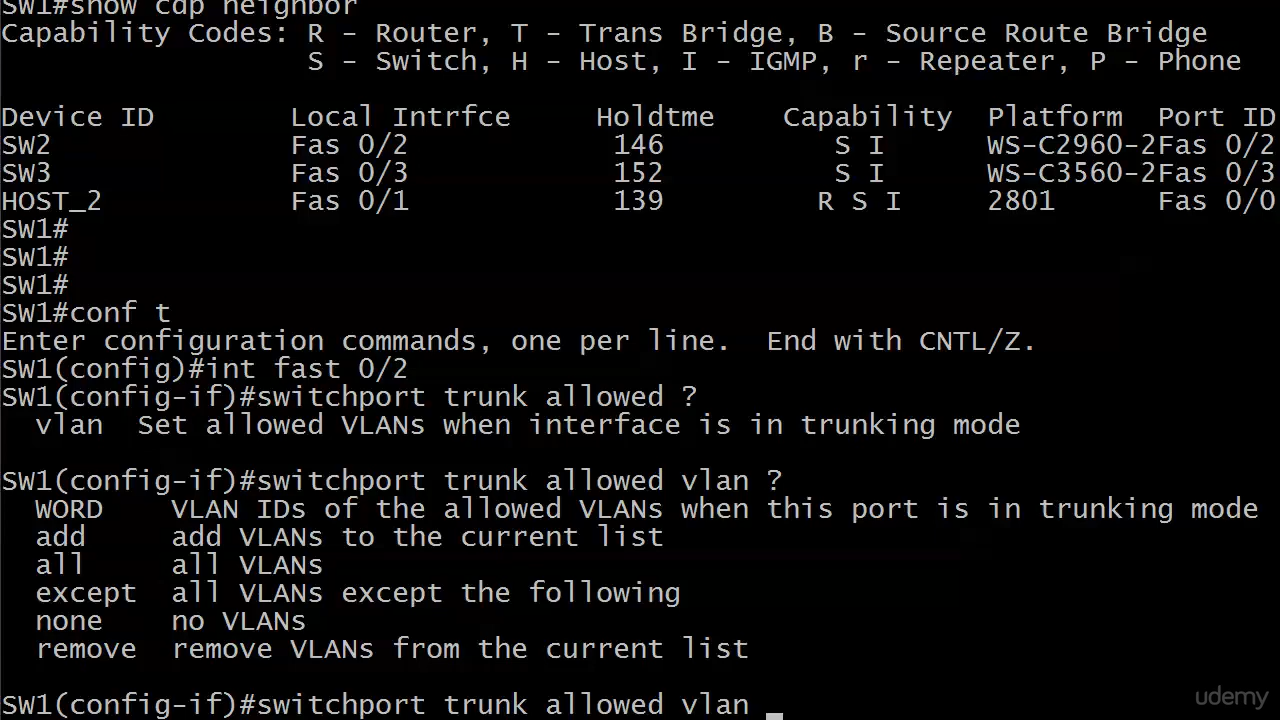 SW1#show cdp neighbor
Capability Codes: R - Router, T - Trans Bridge, B - Source Route Bridge
                  S - Switch, H - Host, I - IGMP, r - Repeater, P - Phone
Device ID        Local Intrfce     Holdtme    Capability  Platform  Port ID
SW2              Fas 0/2            146          S I      WS-C2960-2Fas 0/2
SW3              Fas 0/3            152          S I      WS-C3560-2Fas 0/3
HOST_2           Fas 0/1            139         R S I     2801      Fas 0/0
SW1#
SW1#
SW1#
SW1#conf t
Enter configuration commands, one per line.  End with CNTL/Z.
SW1(config)#int fast 0/2
SW1(config-if)#switchport trunk allowed ?
  vlan  Set allowed VLANs when interface is in trunking mode
SW1(config-if)#switchport trunk allowed vlan ?
  WORD    VLAN IDs of the allowed VLANs when this port is in trunking mode
  add     add VLANs to the current list
  all     all VLANs
  except  all VLANs except the following
  none    no VLANs
  remove  remove VLANs from the current list
SW1(config-if)#switchport trunk allowed vlan _
udemy